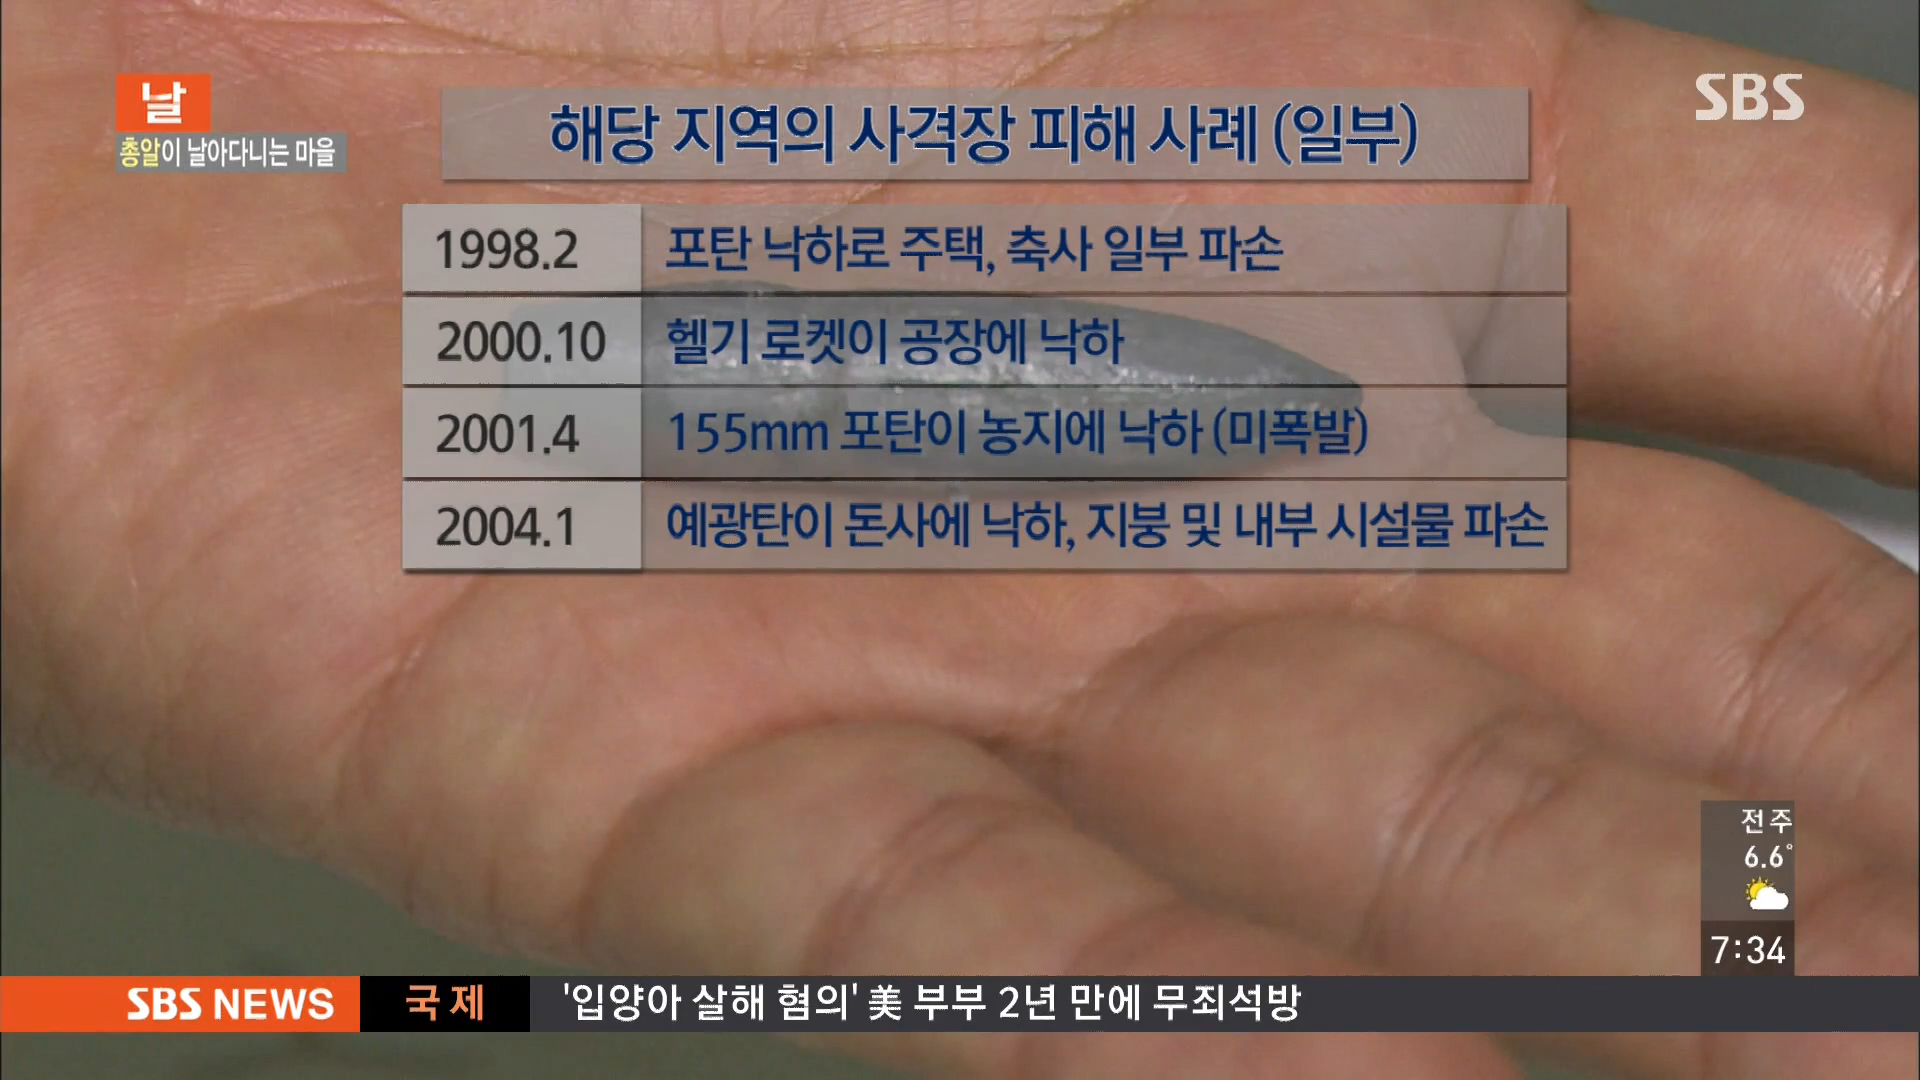 날
총알이 날아다니는 마을
SBS
해당 지역의 사격장 피해 사례 (일부)
1998.2 포탄 낙하로 주택, 축사 일부 파손
2000.10 헬기 로켓이 공장에 낙하
2001.4 155mm 포탄이 농지에 낙하 (미폭발)
2004.1 예광탄이 돈사에 낙하, 지붕 및 내부 시설물 파손
전주
6.6°
7:34
SBS NEWS 국제 '입양아 살해 혐의' 美 부부 2년 만에 무죄석방